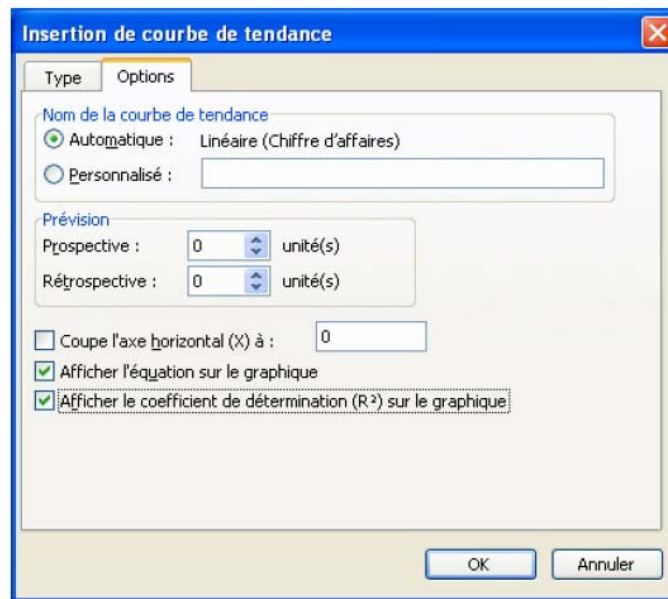 Insertion de courbe de tendance
Type Options
Nom de la courbe de tendance
Automatique : Linéaire (Chiffre d'affaires)
Personnalisé :
Prévision
Prospective : 0 unité(s)
Rétrospective : 0 unité(s)
Coupe l'axe horizontal (X) à : 0
Afficher l'équation sur le graphique
Afficher le coefficient de détermination (R²) sur le graphique
OK Annuler